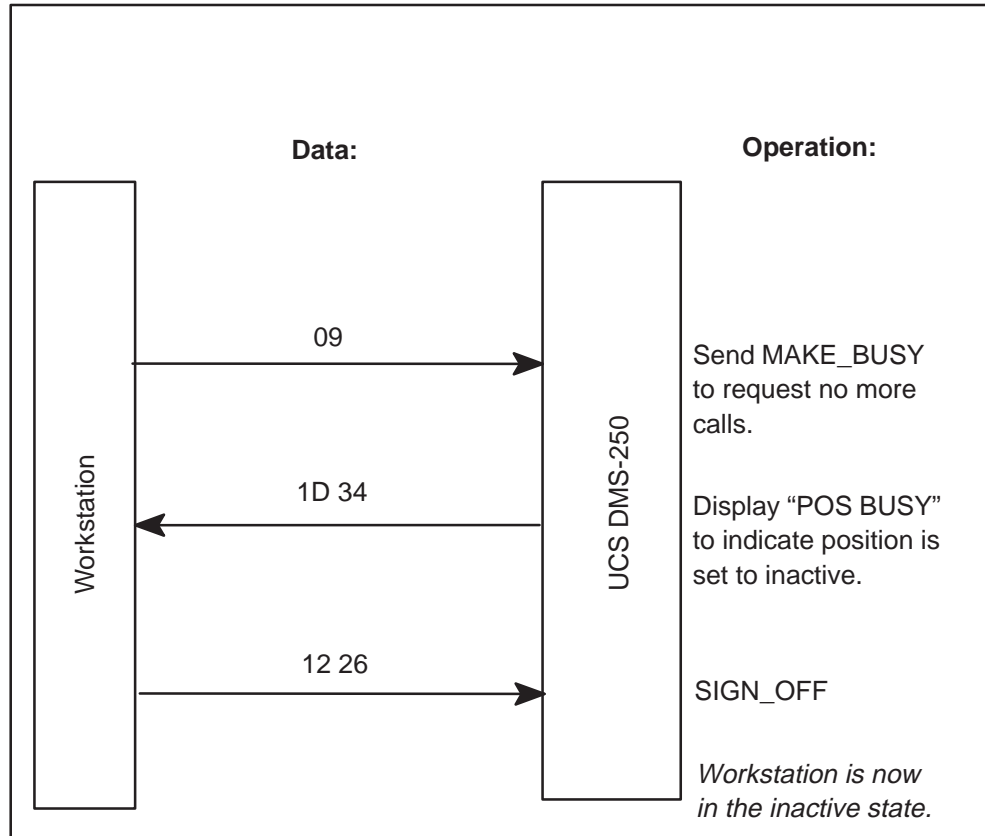 Data:
Operation:
Workstation
UCS DMS-250
09
Send MAKE_BUSY
to request no more
calls.
1D 34
Display “POS BUSY”
to indicate position is
set to inactive.
12 26
SIGN_OFF
Workstation is now
in the inactive state.